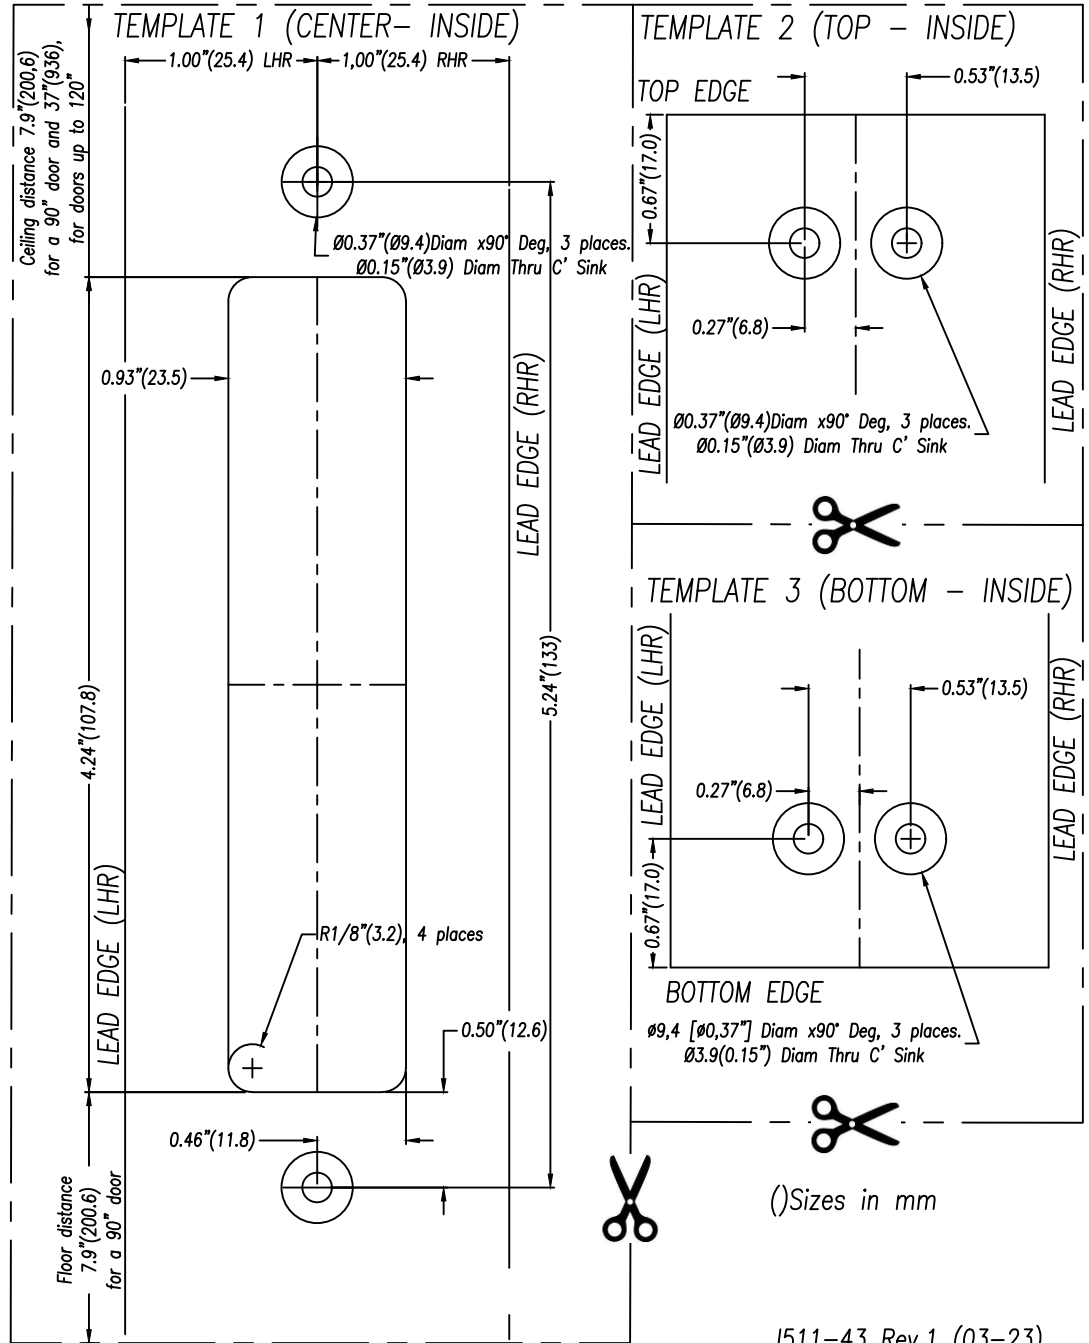 TEMPLATE 1 (CENTER- INSIDE)
1.00"(25.4) LHR
1,00"(25.4) RHR
Ceiling distance 7.9"(200,6)
for a 90" door and 37"(936),
for doors up to 120"
Ø0.37"(Ø9.4)Diam x90° Deg, 3 places.
Ø0.15"(Ø3.9) Diam Thru C' Sink
0.93"(23.5)
LEAD EDGE (RHR)
5.24"(133)
4.24"(107.8)
LEAD EDGE (LHR)
R1/8"(3.2), 4 places
0.50"(12.6)
0.46"(11.8)
Floor distance
7.9"(200.6)
for a 90" door
TEMPLATE 2 (TOP - INSIDE)
0.53"(13.5)
TOP EDGE
0.67"(17.0)
LEAD EDGE (LHR)
LEAD EDGE (RHR)
0.27"(6.8)
Ø0.37"(Ø9.4)Diam x90° Deg, 3 places.
Ø0.15"(Ø3.9) Diam Thru C' Sink
TEMPLATE 3 (BOTTOM - INSIDE)
LEAD EDGE (LHR)
LEAD EDGE (RHR)
0.53"(13.5)
0.27"(6.8)
0.67"(17.0)
BOTTOM EDGE
ø9,4 [ø0,37"] Diam x90° Deg, 3 places.
Ø3.9(0.15") Diam Thru C' Sink
()Sizes in mm
I511-43 Rev.1 (03-23)